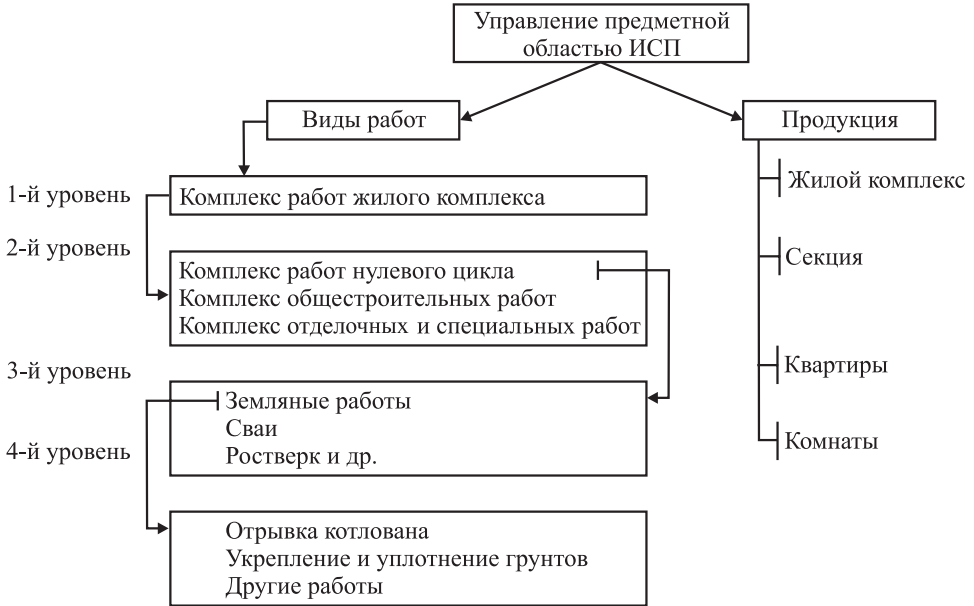 Управление предметной
областью ИСП
Виды работ
Продукция
1-й уровень
Комплекс работ жилого комплекса
Жилой комплекс
2-й уровень
Комплекс работ нулевого цикла
Комплекс общестроительных работ
Комплекс отделочных и специальных работ
Секция
3-й уровень
Земляные работы
Сваи
Ростверк и др.
Квартиры
4-й уровень
Комнаты
Отрывка котлована
Укрепление и уплотнение грунтов
Другие работы